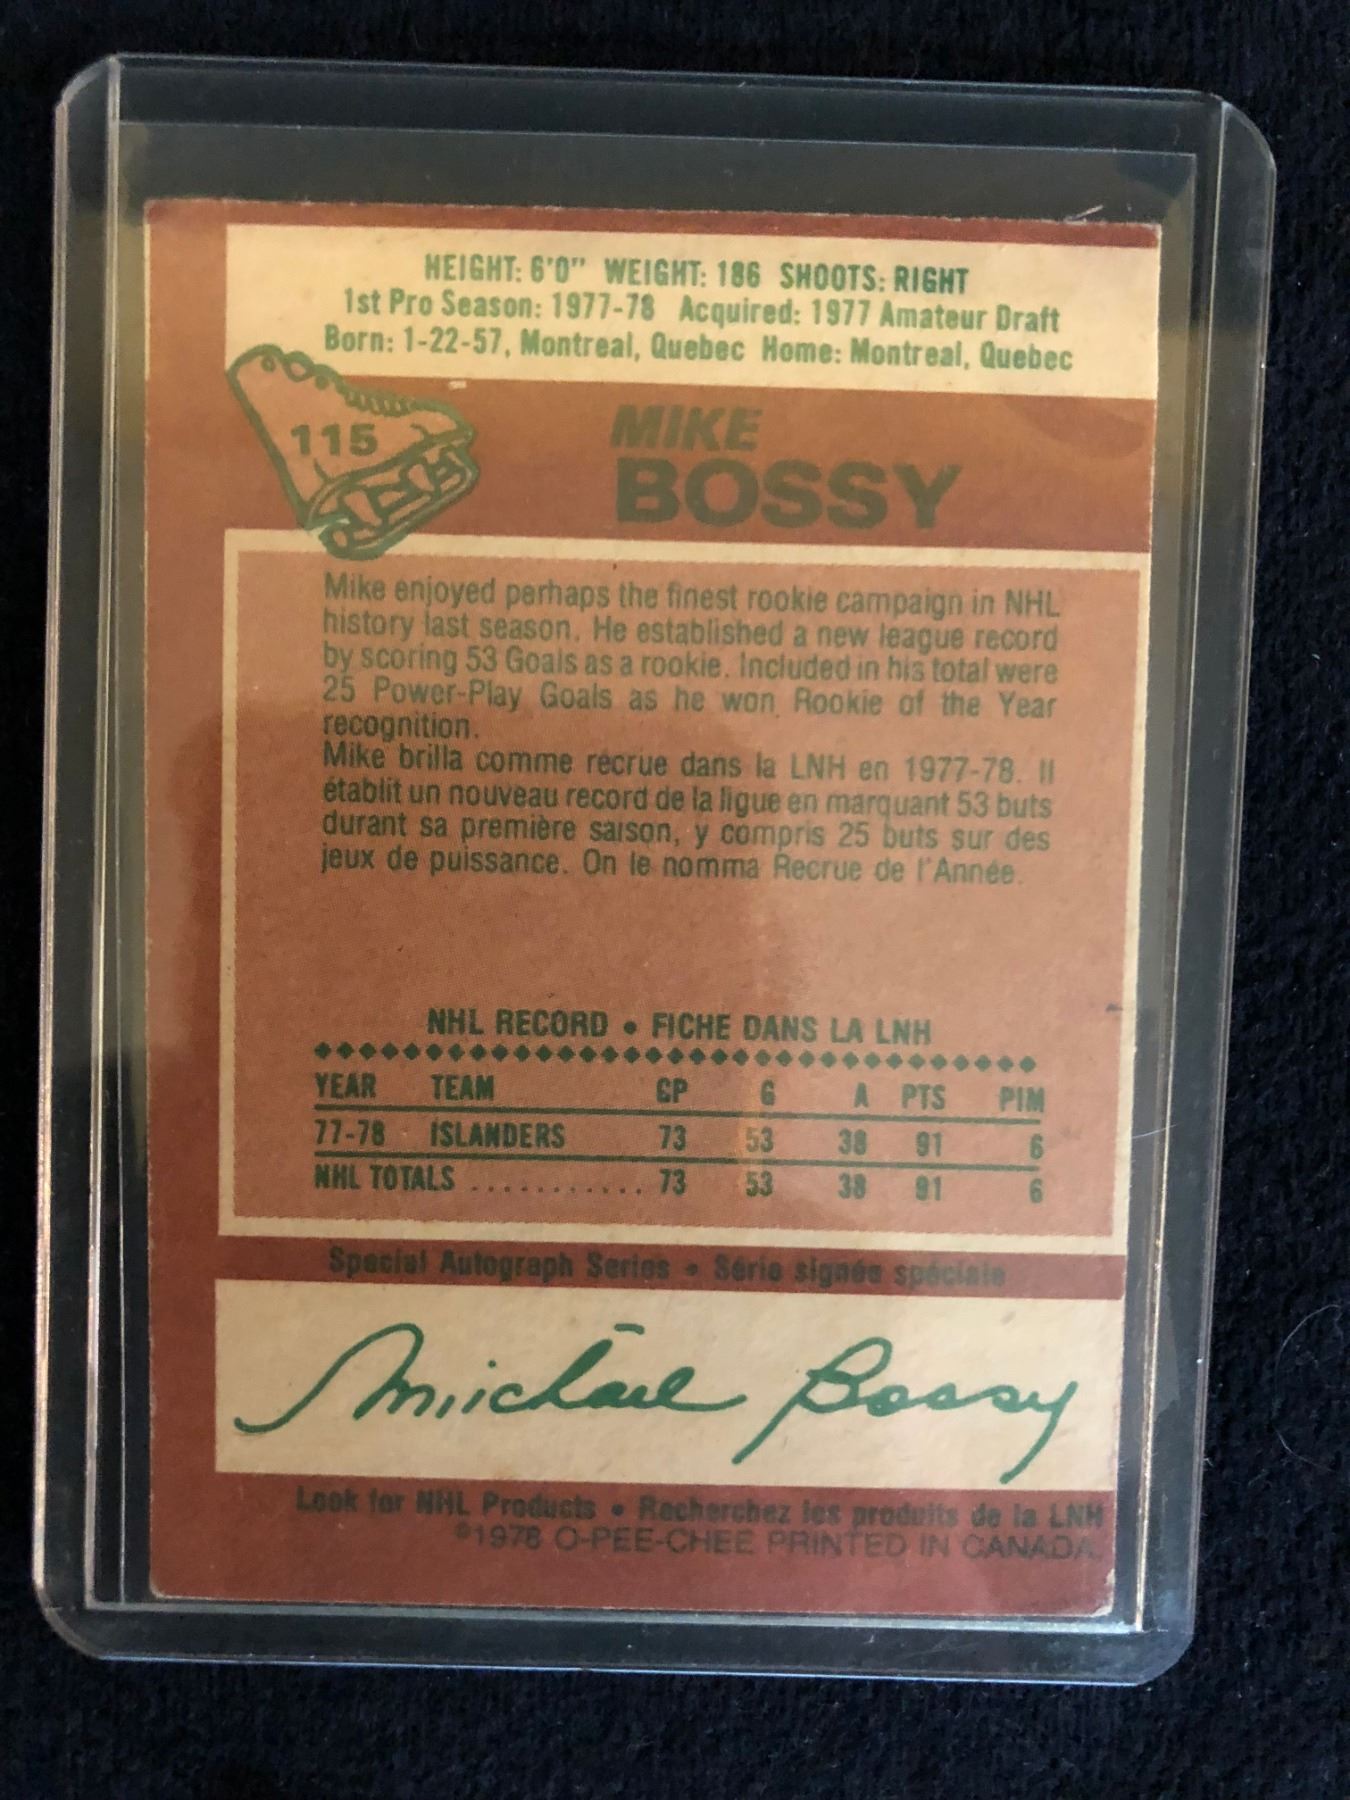 HEIGHT: 6'0" WEIGHT: 186 SHOOTS: RIGHT
1st Pro Season: 1977-78 Acquired: 1977 Amateur Draft
Born: 1-22-57, Montreal, Quebec Home: Montreal, Quebec
115
MIKE
BOSSY
Mike enjoyed perhaps the finest rookie campaign in NHL
history last season. He established a new league record
by scoring 53 Goals as a rookie. Included in his total were
25 Power-Play Goals as he won Rookie of the Year
recognition.
Mike brilla comme recrue dans la LNH en 1977-78. Il
établit un nouveau record de la ligue en marquant 53 buts
durant sa première saison, y compris 25 buts sur des
jeux de puissance. On le nomma Recrue de l'Année.
NHL RECORD • FICHE DANS LA LNH
YEAR TEAM GP G A PTS PIM
77-78 ISLANDERS 73 53 38 91 6
NHL TOTALS ............ 73 53 38 91 6
Special Autograph Series • Série signée spéciale
Michael Bossy
Look for NHL Products • Recherchez les produits de la LNH
©1978 O-PEE-CHEE PRINTED IN CANADA